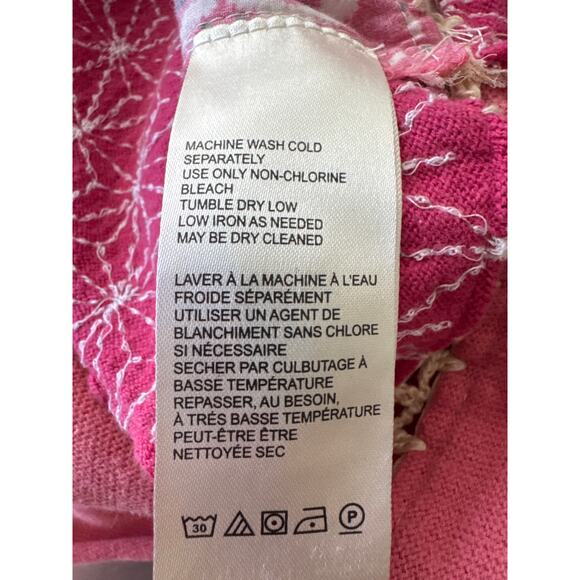 MACHINE WASH COLD
SEPARATELY
USE ONLY NON-CHLORINE
BLEACH
TUMBLE DRY LOW
LOW IRON AS NEEDED
MAY BE DRY CLEANED
LAVER À LA MACHINE À L'EAU
FROIDE SÉPARÉMENT
UTILISER UN AGENT DE
BLANCHIMENT SANS CHLORE
SI NÉCESSAIRE
SECHER PAR CULBUTAGE À
BASSE TEMPÉRATURE
REPASSER, AU BESOIN,
À TRÉS BASSE TEMPÉRATURE
PEUT-ÊTRE ÊTRE
NETTOYÉE SEC
30 P